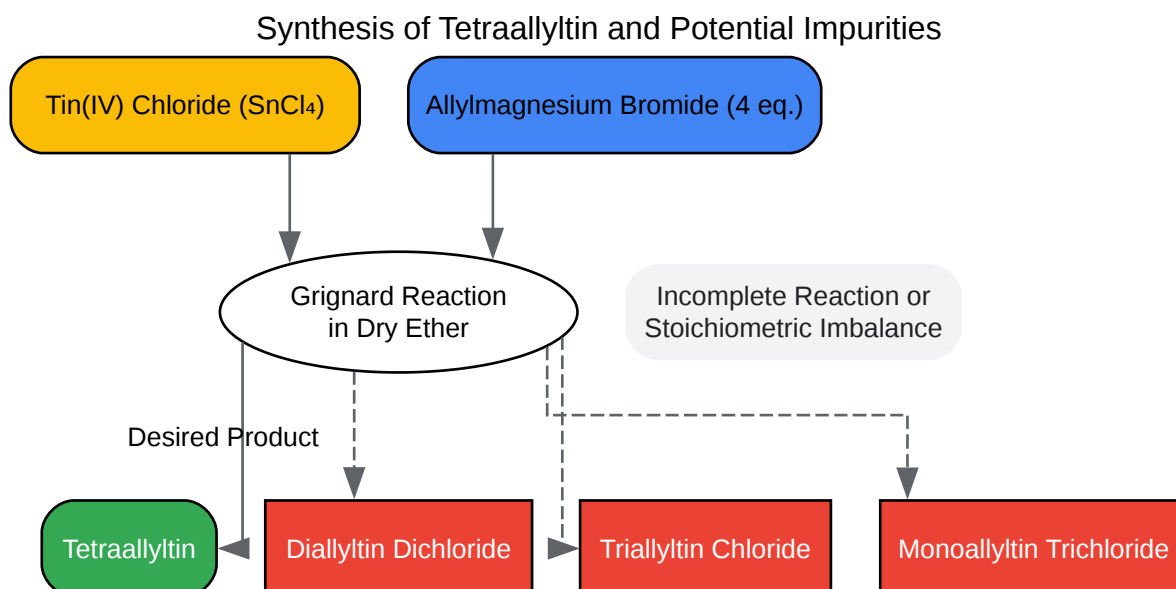 Synthesis of Tetraallyltin and Potential Impurities
Tin(IV) Chloride (SnCl₄)
Allylmagnesium Bromide (4 eq.)
Grignard Reaction
in Dry Ether
Incomplete Reaction or
Stoichiometric Imbalance
Desired Product
Tetraallyltin
Diallyltin Dichloride
Triallyltin Chloride
Monoallyltin Trichloride